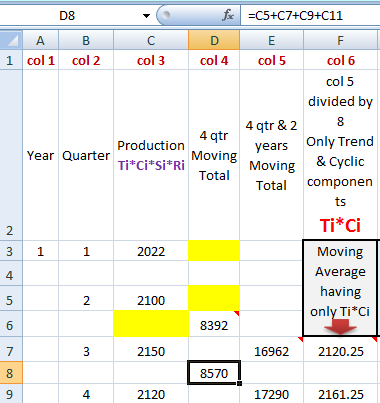 D8 fx =C5+C7+C9+C11
A B C D E F
1 col 1 col 2 col 3 col 4 col 5 col 6
2 Year Quarter
Production
Ti*Ci*Si*Ri
4 qtr
Moving
Total
4 qtr & 2
years
Moving
Total
col 5
divided by
8
Only Trend
& Cyclic
componen
ts
Ti*Ci
3 1 1 2022
Moving
Average
having
only Ti*Ci
4
5 2 2100
6 8392
7 3 2150 16962 2120.25
8 8570
9 4 2120 17290 2161.25